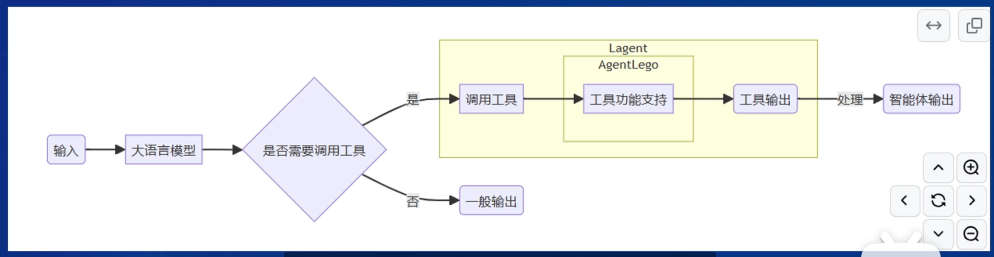 Lagent
AgentLego
是
调用工具
工具功能支持
工具输出
处理
智能体输出
输入
大语言模型
是否需要调用工具
否
一般输出